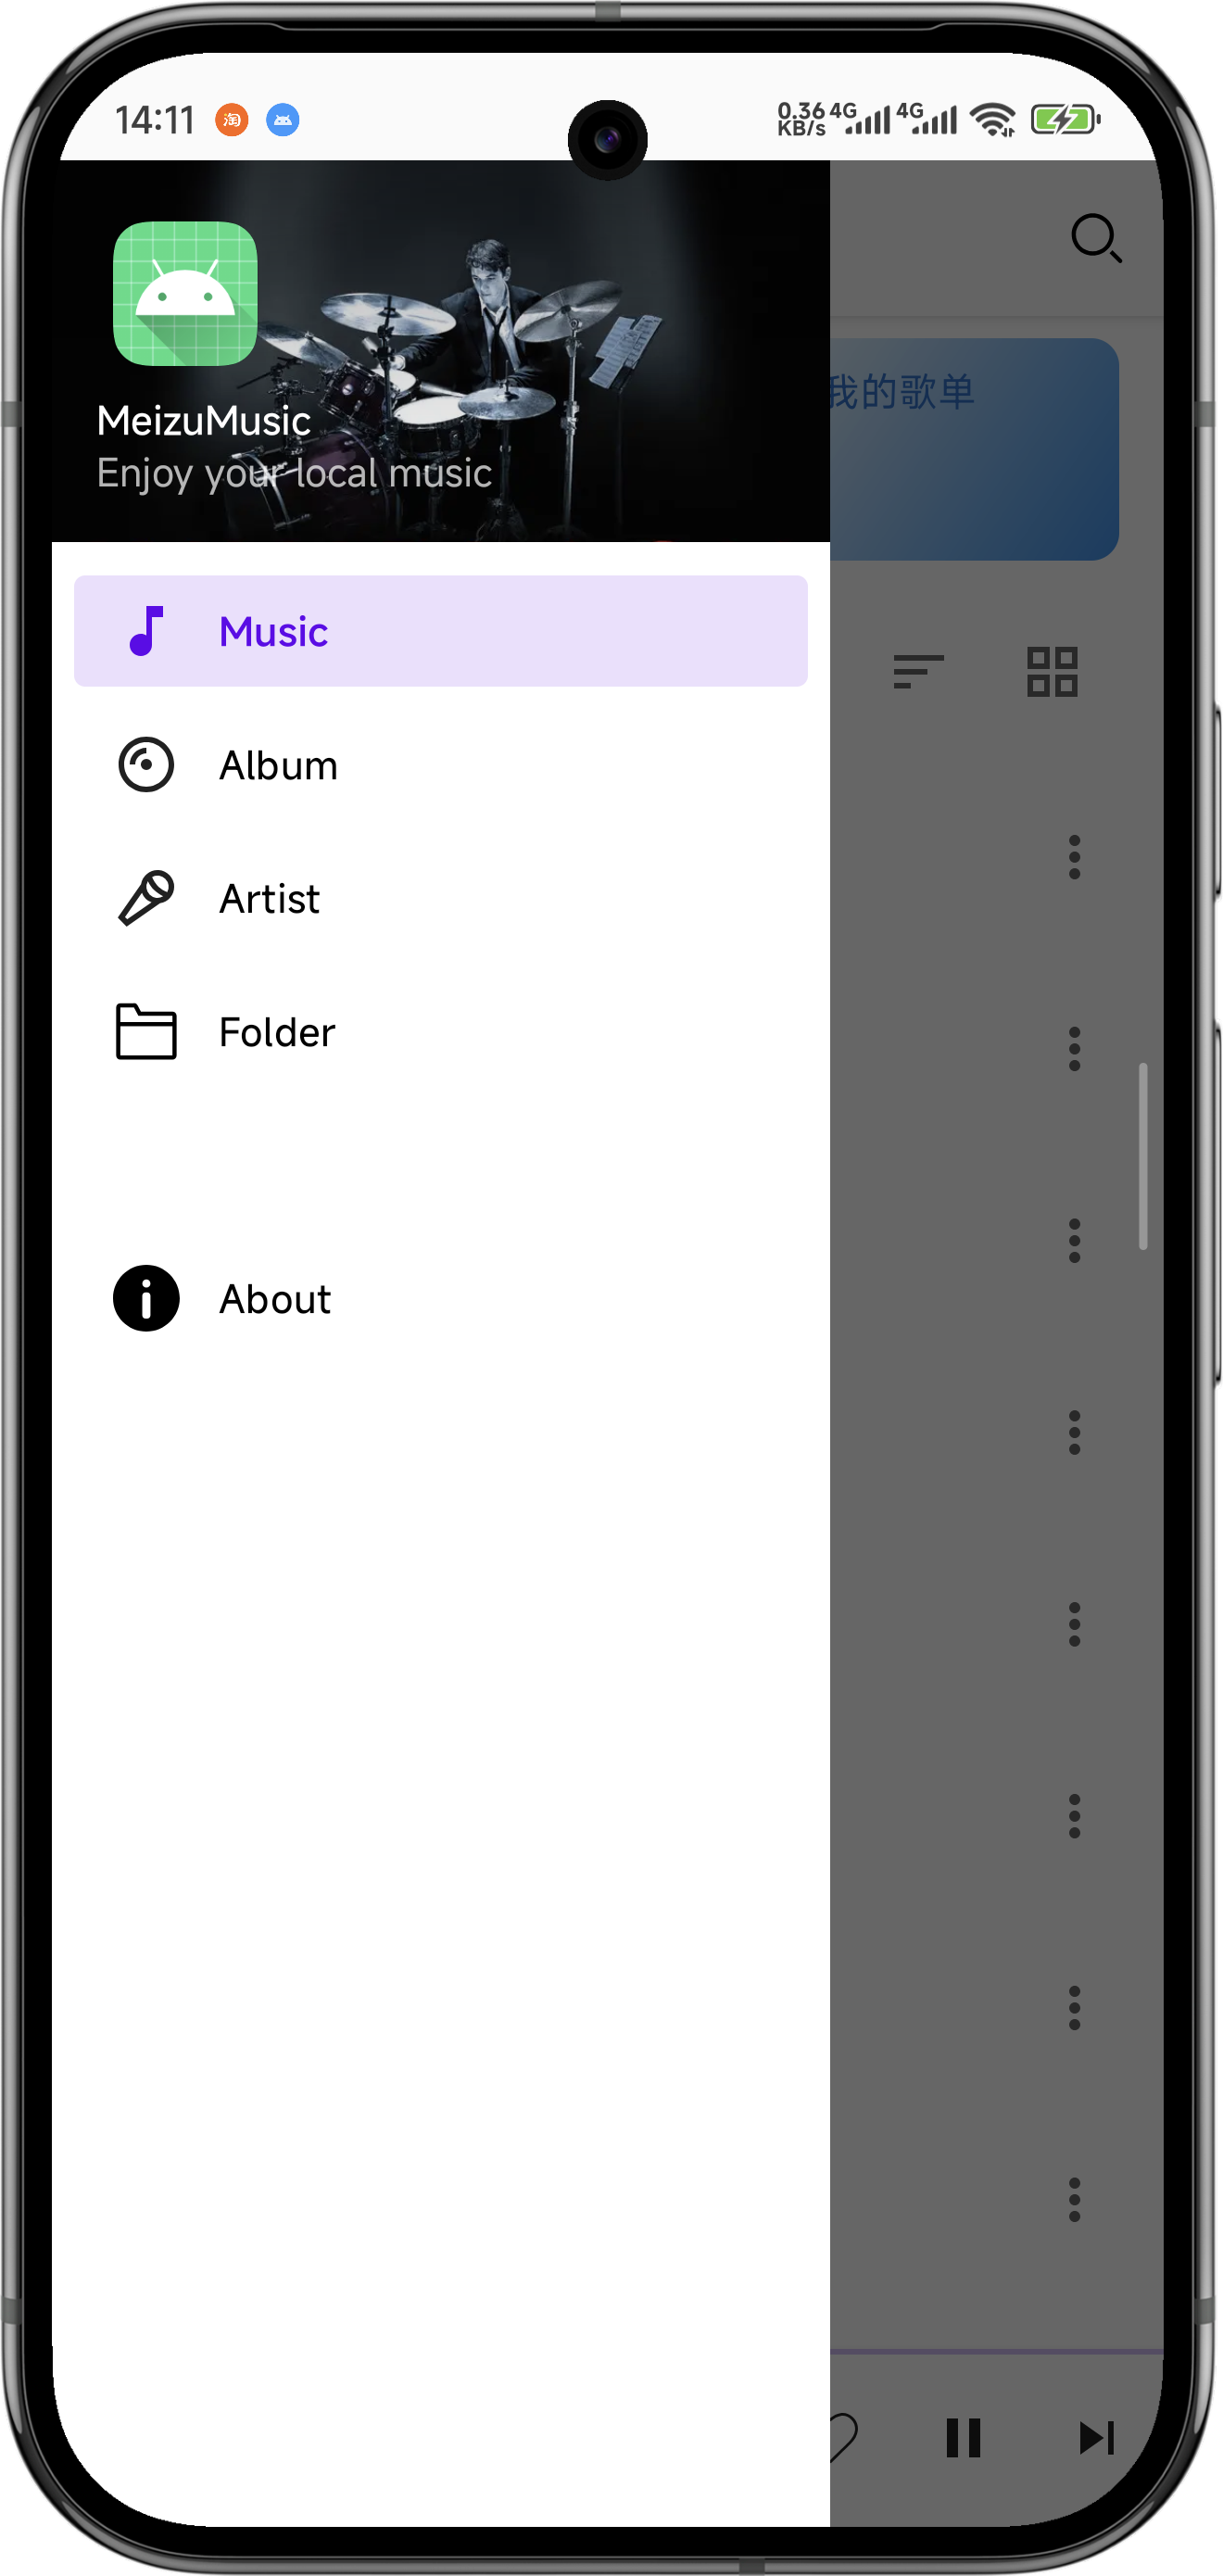 14:11
淘
0.36 KB/s 4G 4G
MeizuMusic
Enjoy your local music
我的歌单
Music
Album
Artist
Folder
About